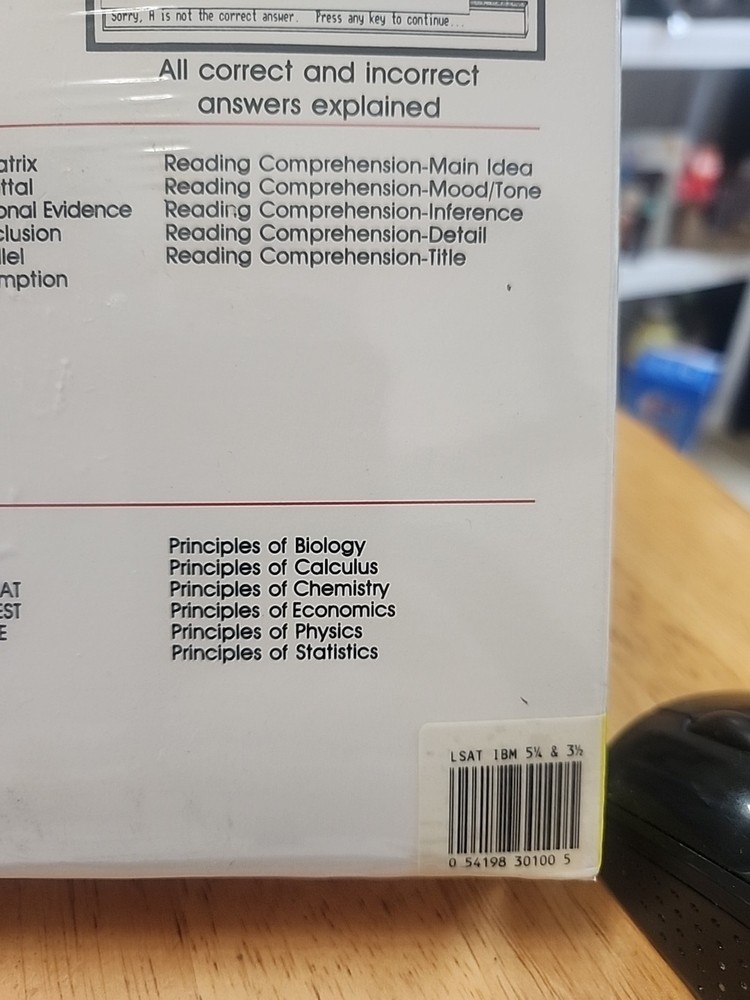 Sorry, A is not the correct answer. Press any key to continue...
All correct and incorrect
answers explained
atrix
ttal
onal Evidence
clusion
llel
mption
Reading Comprehension-Main Idea
Reading Comprehension-Mood/Tone
Reading Comprehension-Inference
Reading Comprehension-Detail
Reading Comprehension-Title
AT
EST
E
Principles of Biology
Principles of Calculus
Principles of Chemistry
Principles of Economics
Principles of Physics
Principles of Statistics
LSAT IBM 5¼ & 3½
0 54198 30100 5